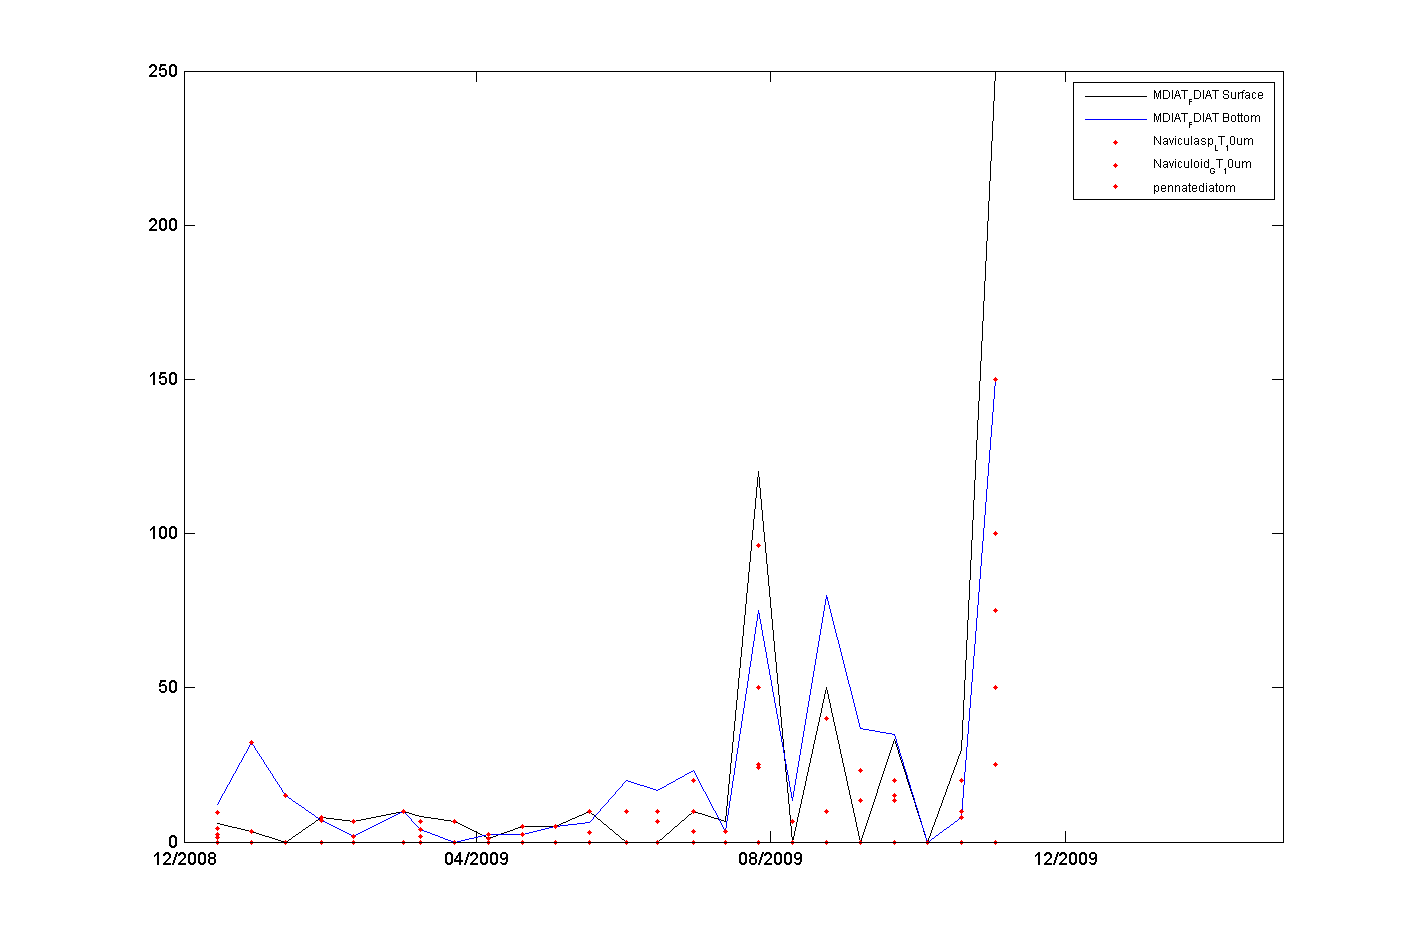 250
200
150
100
50
0
12/2008 04/2009 08/2009 12/2009
MDIAT_FDIAT Surface
MDIAT_FDIAT Bottom
Naviculasp_LT_10um
Naviculoid_GT_10um
pennatediatom